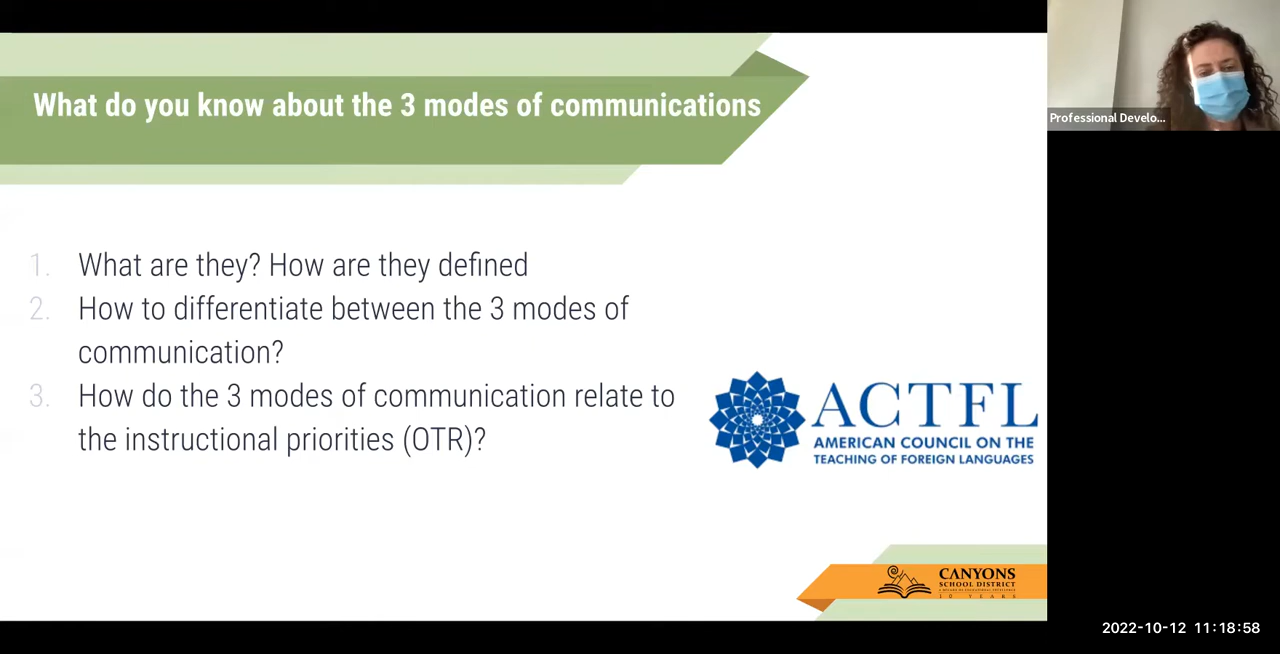 What do you know about the 3 modes of communications
Professional Develo...
1. What are they? How are they defined
2. How to differentiate between the 3 modes of
communication?
3. How do the 3 modes of communication relate to
the instructional priorities (OTR)?
ACTFL
AMERICAN COUNCIL ON THE
TEACHING OF FOREIGN LANGUAGES
CANYONS
SCHOOL DISTRICT
10 YEARS
2022-10-12 11:18:58